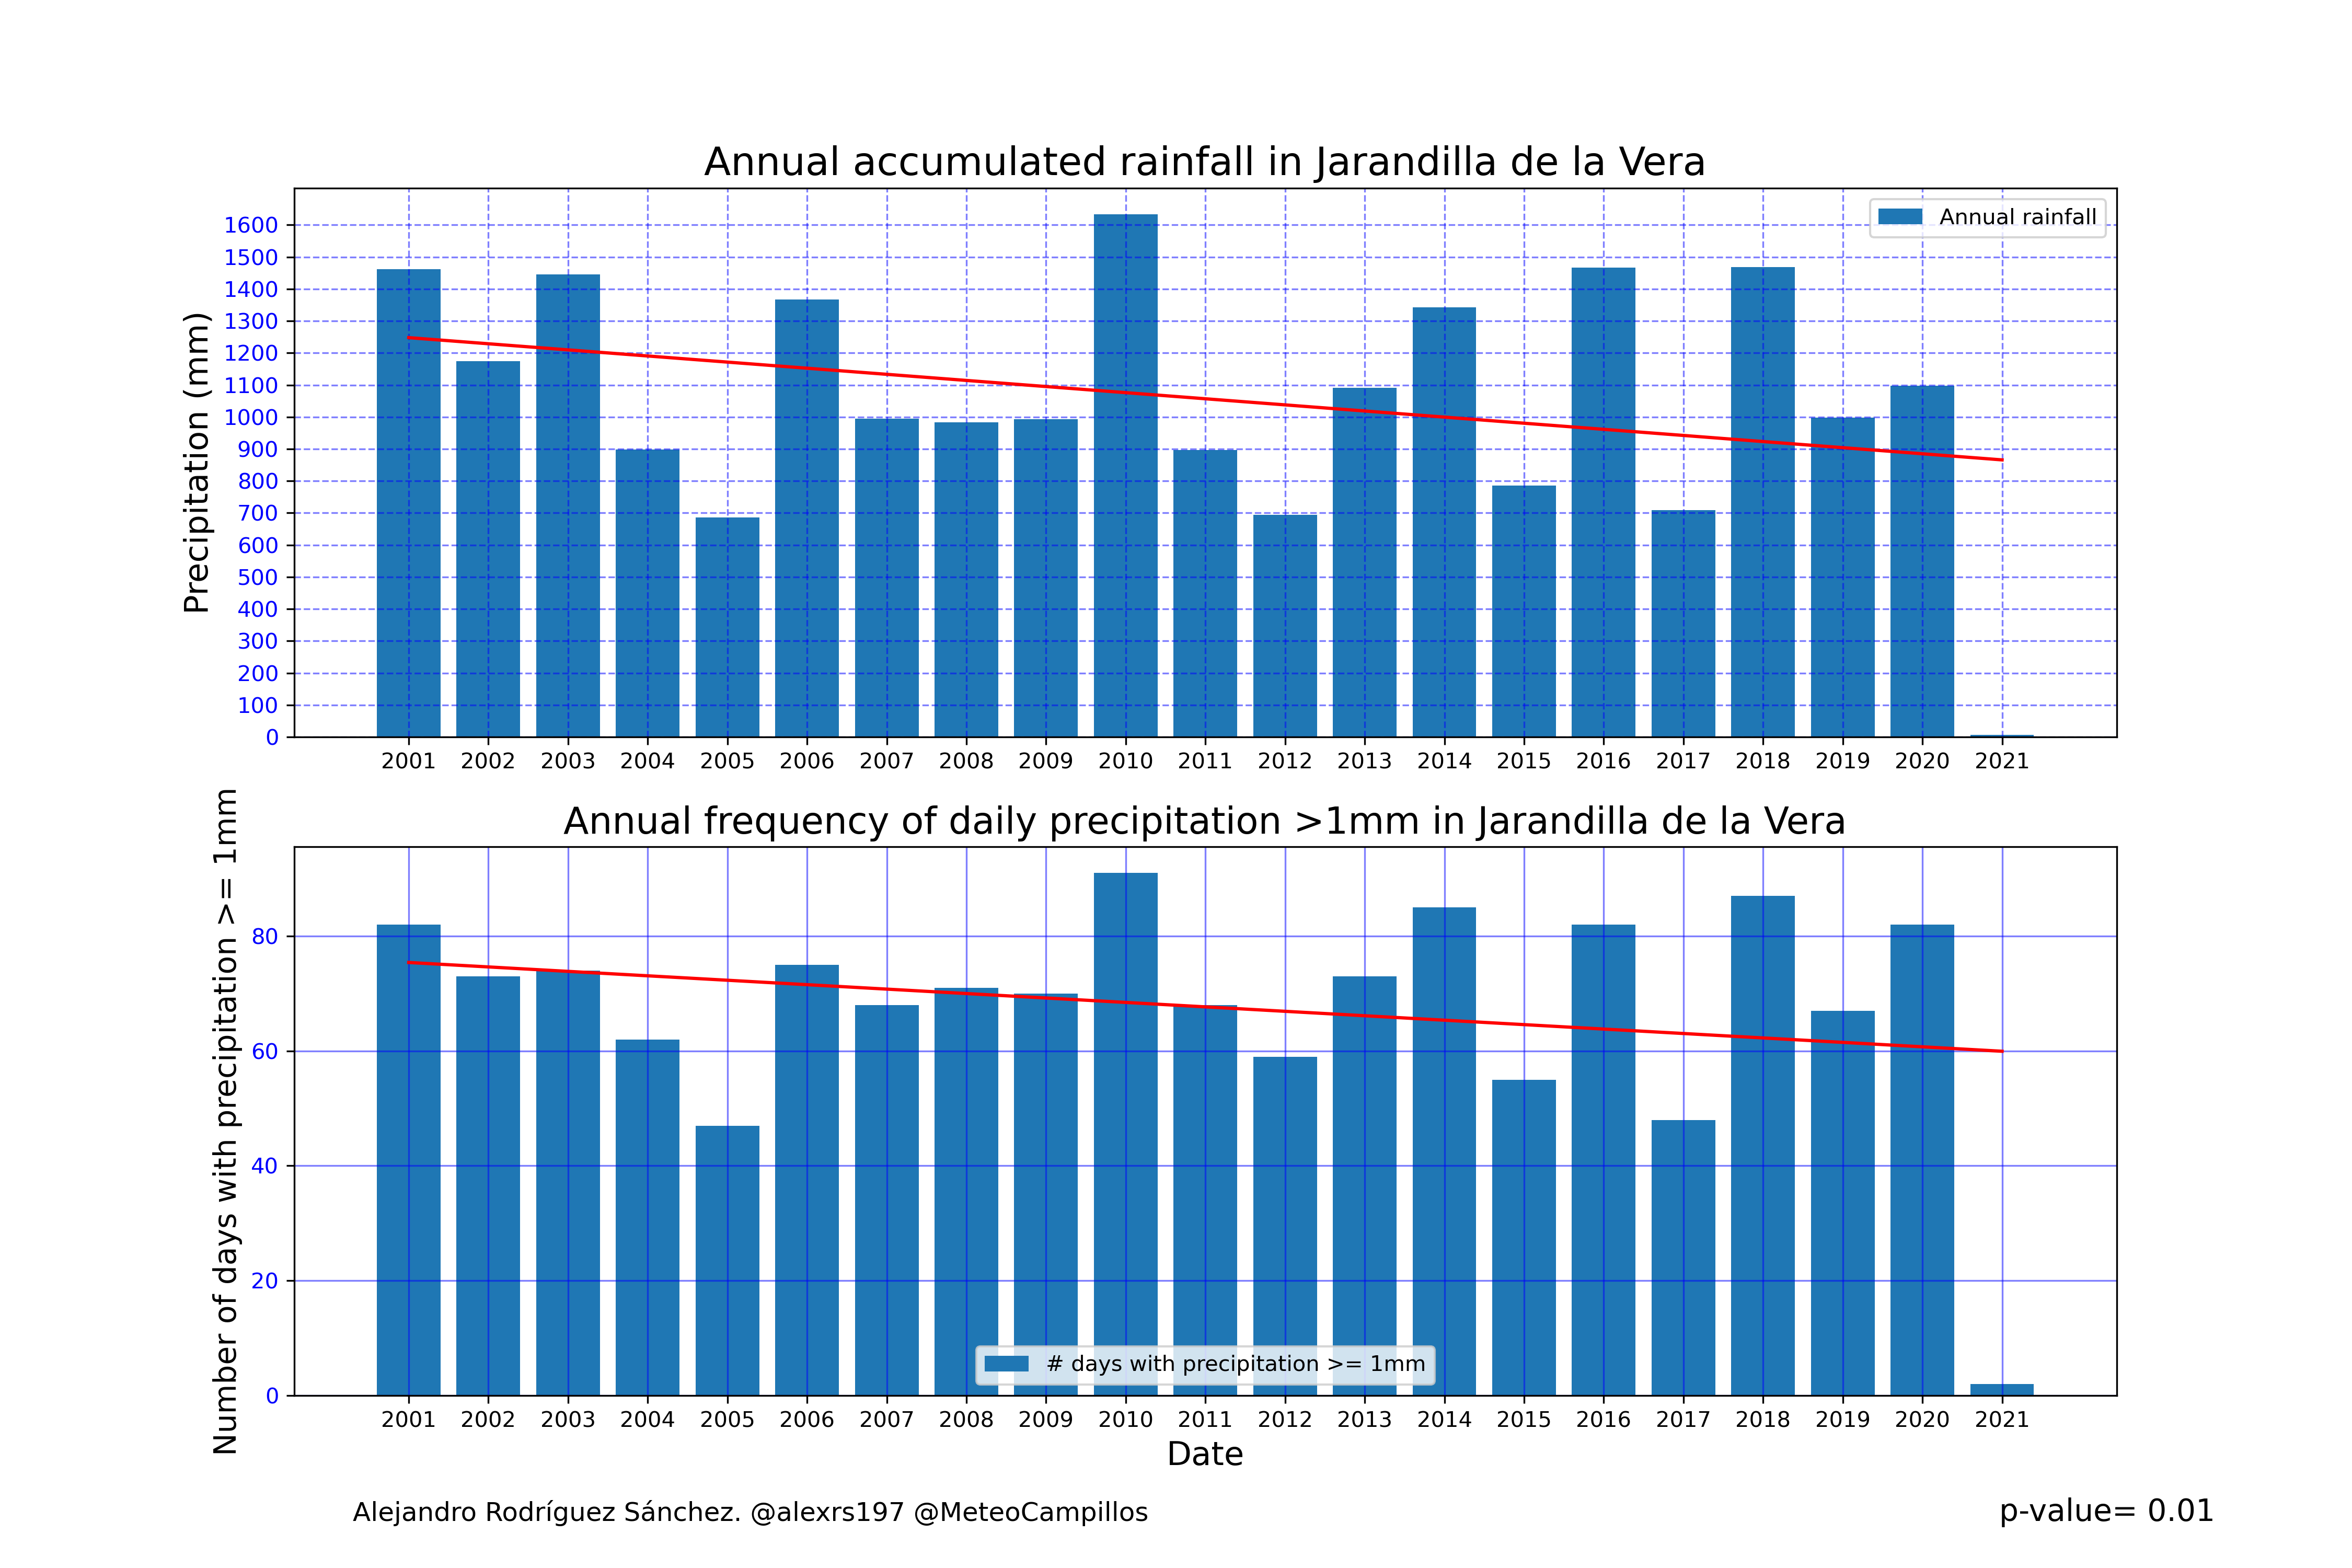 Annual accumulated rainfall in Jarandilla de la Vera
Precipitation (mm)
1600
1500
1400
1300
1200
1100
1000
900
800
700
600
500
400
300
200
100
0
Annual rainfall
2001 2002 2003 2004 2005 2006 2007 2008 2009 2010 2011 2012 2013 2014 2015 2016 2017 2018 2019 2020 2021
Annual frequency of daily precipitation >1mm in Jarandilla de la Vera
Number of days with precipitation >= 1mm
80
60
40
20
0
# days with precipitation >= 1mm
2001 2002 2003 2004 2005 2006 2007 2008 2009 2010 2011 2012 2013 2014 2015 2016 2017 2018 2019 2020 2021
Date
Alejandro Rodríguez Sánchez. @alexrs197 @MeteoCampillos
p-value= 0.01